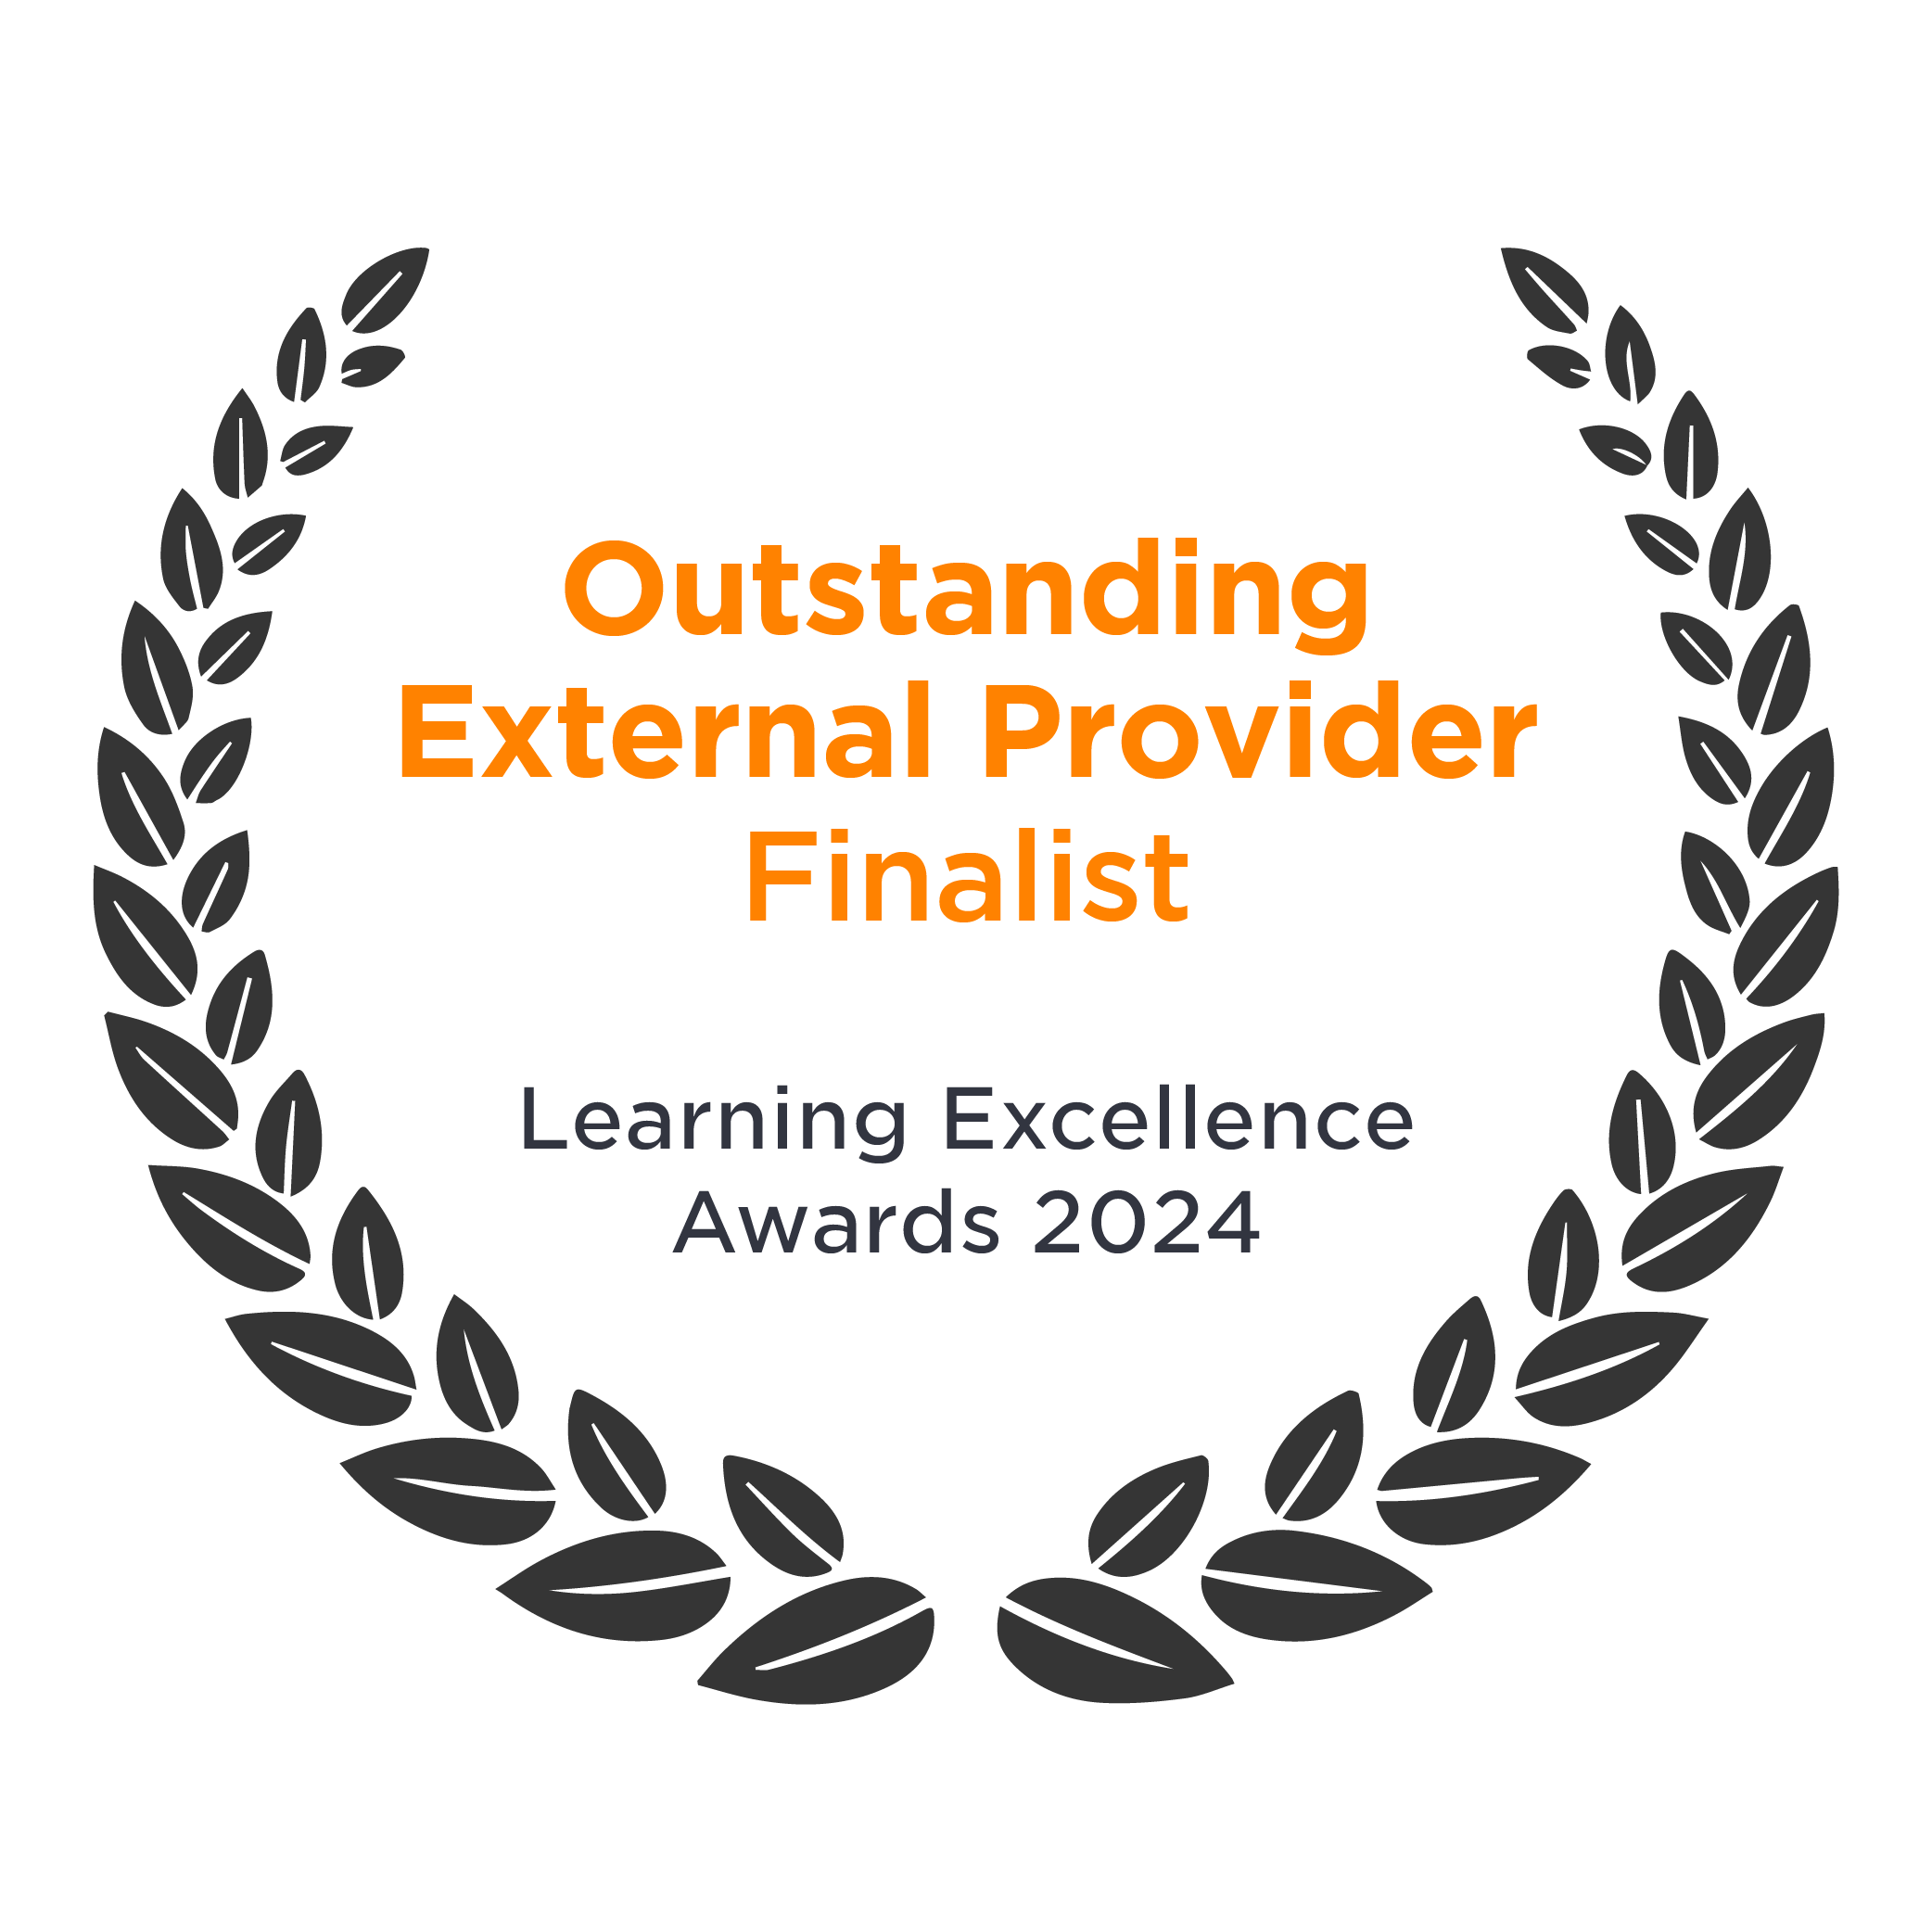 Outstanding
External Provider
Finalist
Learning Excellence
Awards 2024